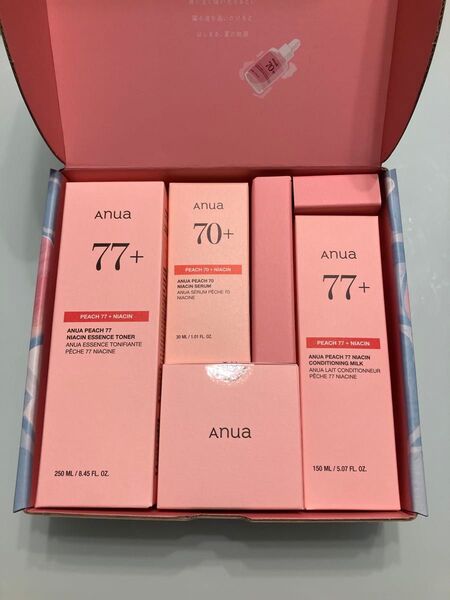 70+
Anua
77+
PEACH 77 + NIACIN
ANUA PEACH 77
NIACIN ESSENCE TONER
ANUA ESSENCE TONIFIANTE
PÊCHE 77 NIACINE
250 ML / 8.45 FL. OZ.
Anua
70+
PEACH 70 + NIACIN
ANUA PEACH 70
NIACIN SERUM
ANUA SÉRUM PÊCHE 70
NIACINE
30 ML / 1.01 FL. OZ.
Anua
Anua
77+
PEACH 77 + NIACIN
ANUA PEACH 77 NIACIN
CONDITIONING MILK
ANUA LAIT CONDITIONNEUR
PÊCHE 77 NIACINE
150 ML / 5.07 FL. OZ.